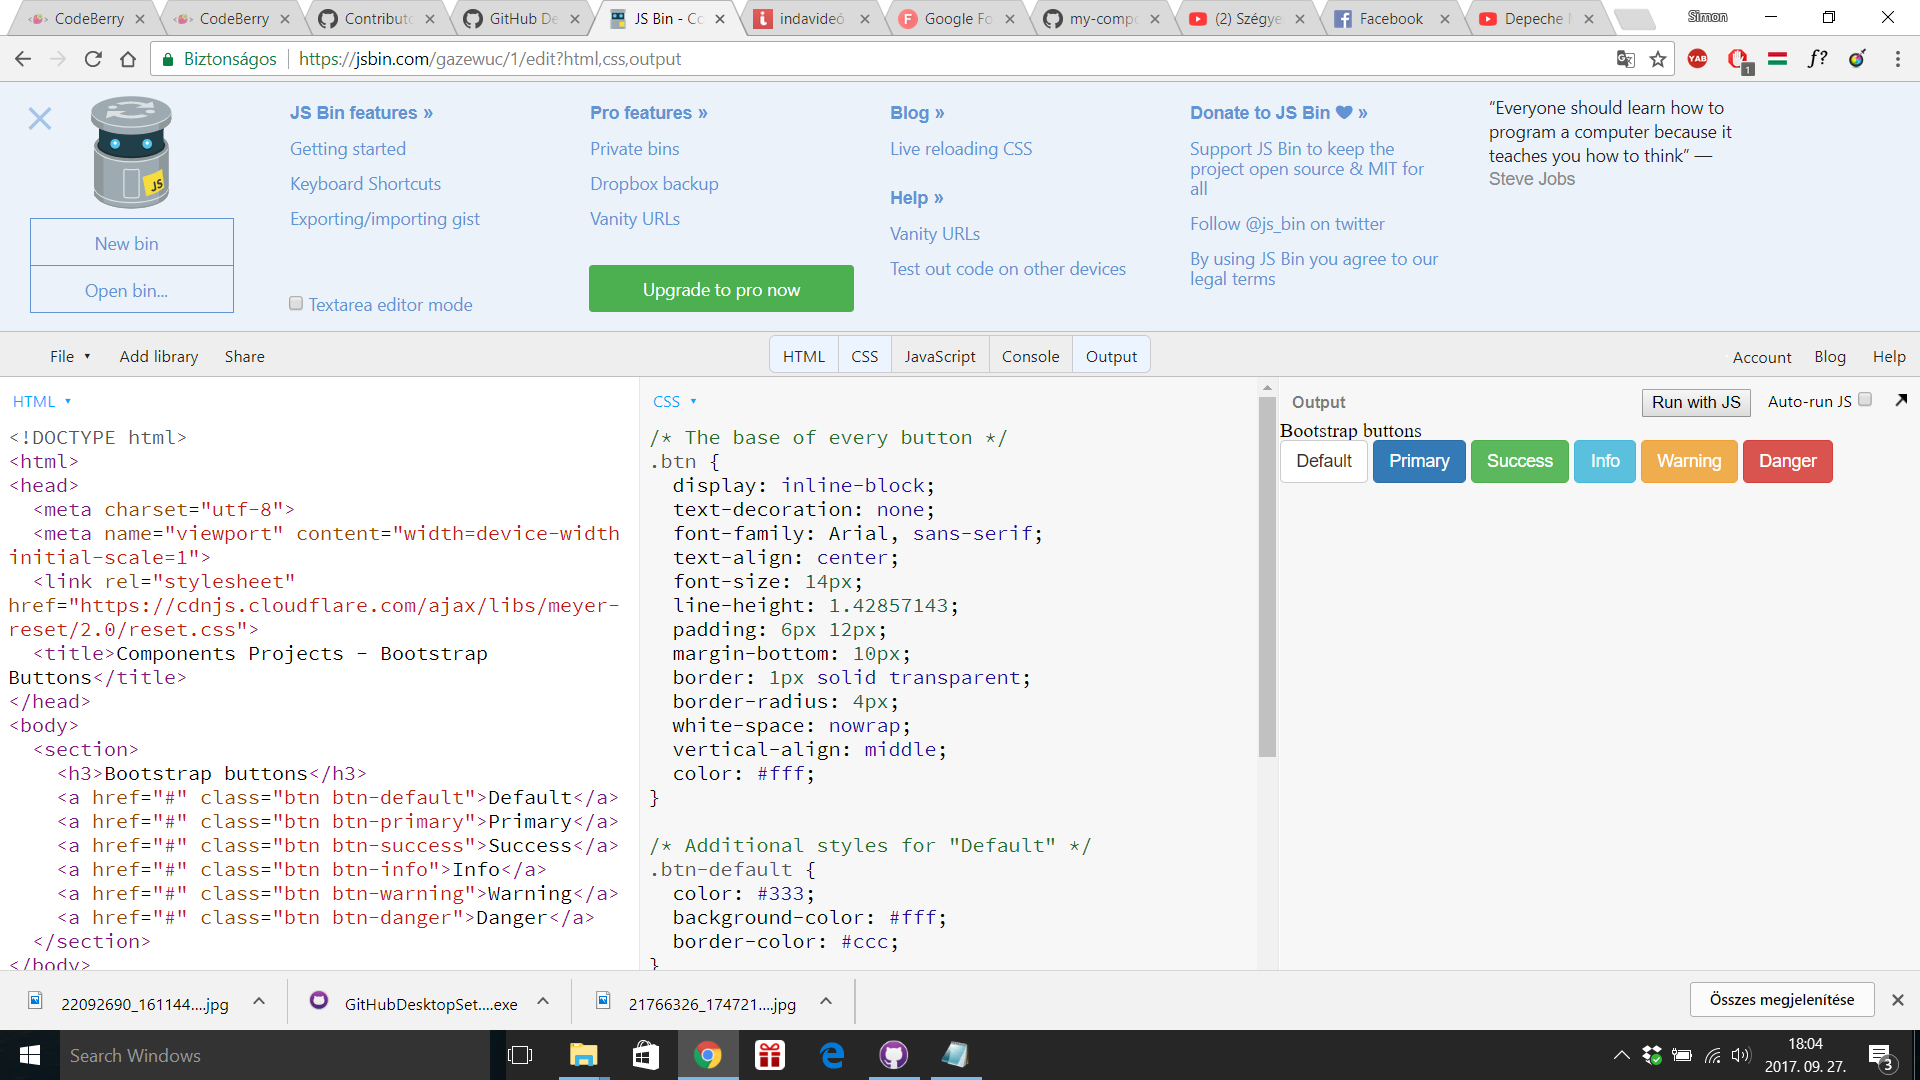 CodeBerry
CodeBerry
Contributo
GitHub De
JS Bin - Co
indavideó
Google Fo
my-comp
(2) Szégye
Facebook
Depeche M
Simon
Biztonságos
https://jsbin.com/gazewuc/1/edit?html,css,output
YAB
1
f?
JS
New bin
Open bin...
JS Bin features »
Getting started
Keyboard Shortcuts
Exporting/importing gist
Textarea editor mode
Pro features »
Private bins
Dropbox backup
Vanity URLs
Upgrade to pro now
Blog »
Live reloading CSS
Help »
Vanity URLs
Test out code on other devices
Donate to JS Bin ♥ »
Support JS Bin to keep the
project open source & MIT for
all
Follow @js_bin on twitter
By using JS Bin you agree to our
legal terms
“Everyone should learn how to
program a computer because it
teaches you how to think” —
Steve Jobs
File ▾
Add library
Share
HTML
CSS
JavaScript
Console
Output
Account
Blog
Help
HTML ▾
<!DOCTYPE html>
<html>
<head>
  <meta charset="utf-8">
  <meta name="viewport" content="width=device-width
initial-scale=1">
  <link rel="stylesheet"
href="https://cdnjs.cloudflare.com/ajax/libs/meyer-
reset/2.0/reset.css">
  <title>Components Projects - Bootstrap
Buttons</title>
</head>
<body>
  <section>
    <h3>Bootstrap buttons</h3>
    <a href="#" class="btn btn-default">Default</a>
    <a href="#" class="btn btn-primary">Primary</a>
    <a href="#" class="btn btn-success">Success</a>
    <a href="#" class="btn btn-info">Info</a>
    <a href="#" class="btn btn-warning">Warning</a>
    <a href="#" class="btn btn-danger">Danger</a>
  </section>
</body>
CSS ▾
/* The base of every button */
.btn {
  display: inline-block;
  text-decoration: none;
  font-family: Arial, sans-serif;
  text-align: center;
  font-size: 14px;
  line-height: 1.42857143;
  padding: 6px 12px;
  margin-bottom: 10px;
  border: 1px solid transparent;
  border-radius: 4px;
  white-space: nowrap;
  vertical-align: middle;
  color: #fff;
}
/* Additional styles for "Default" */
.btn-default {
  color: #333;
  background-color: #fff;
  border-color: #ccc;
}
Output
Run with JS
Auto-run JS
Bootstrap buttons
Default
Primary
Success
Info
Warning
Danger
22092690_161144....jpg
GitHubDesktopSet....exe
21766326_174721....jpg
Összes megjelenítése
Search Windows
18:04
2017. 09. 27.
3